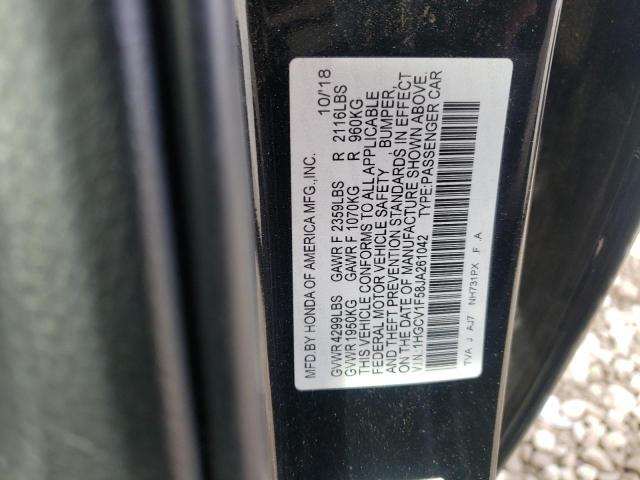 MFD.BY HONDA OF AMERICA MFG.,INC. 10/18
GVWR 4299LBS GAWR F 2359LBS R 2116LBS
GVWR 1950KG GAWR F 1070KG R 960KG
THIS VEHICLE CONFORMS TO ALL APPLICABLE
FEDERAL MOTOR VEHICLE SAFETY, BUMPER,
AND THEFT PREVENTION STANDARDS IN EFFECT
ON THE DATE OF MANUFACTURE SHOWN ABOVE.
V.I.N.:1HGCV1F58JA261042 TYPE:PASSENGER CAR
TVA J AJ7 NH731PX F A